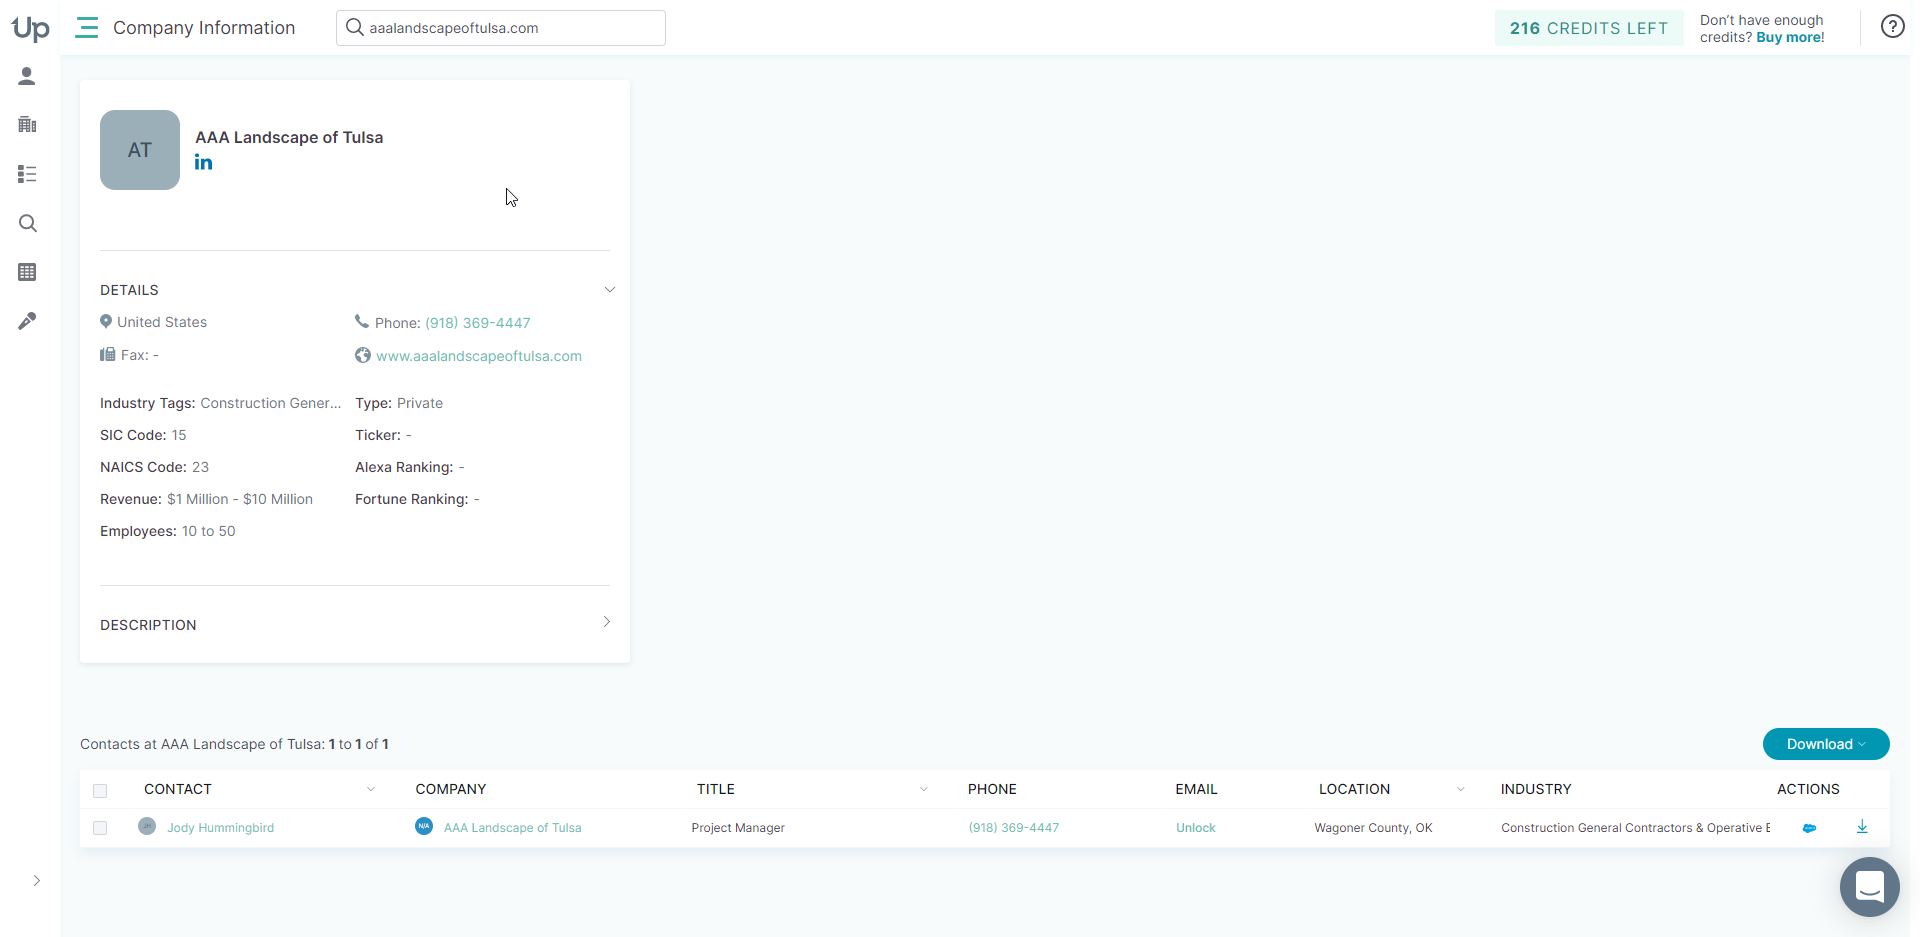 Up
Company Information
aaalandscapeoftulsa.com
216 CREDITS LEFT
Don't have enough
credits? Buy more!
?
AT
AAA Landscape of Tulsa
in
DETAILS
United States
Phone: (918) 369-4447
Fax: -
www.aaalandscapeoftulsa.com
Industry Tags: Construction Gener...
Type: Private
SIC Code: 15
Ticker: -
NAICS Code: 23
Alexa Ranking: -
Revenue: $1 Million - $10 Million
Fortune Ranking: -
Employees: 10 to 50
DESCRIPTION
Contacts at AAA Landscape of Tulsa: 1 to 1 of 1
Download
CONTACT COMPANY TITLE PHONE EMAIL LOCATION INDUSTRY ACTIONS
JH Jody Hummingbird N/A AAA Landscape of Tulsa Project Manager (918) 369-4447 Unlock Wagoner County, OK Construction General Contractors & Operative